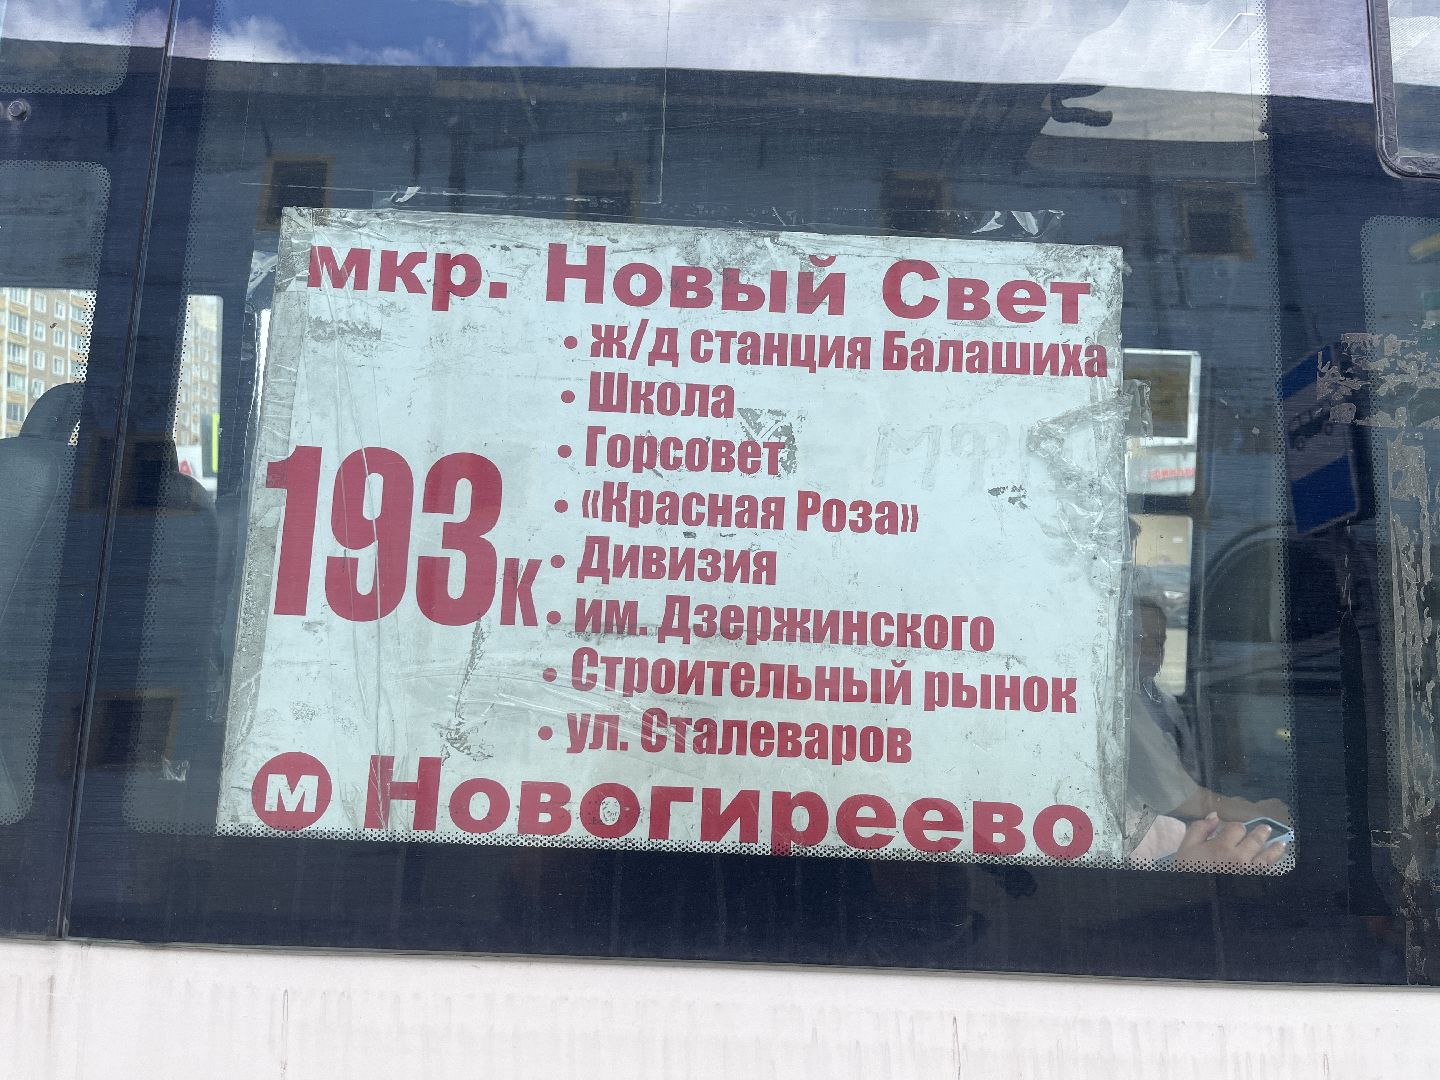 мкр. Новый Свет
• ж/д станция Балашиха
• Школа
• Горсовет
• «Красная Роза»
• Дивизия
193к
• им. Дзержинского
• Строительный рынок
• ул. Сталеваров
М Новогиреево